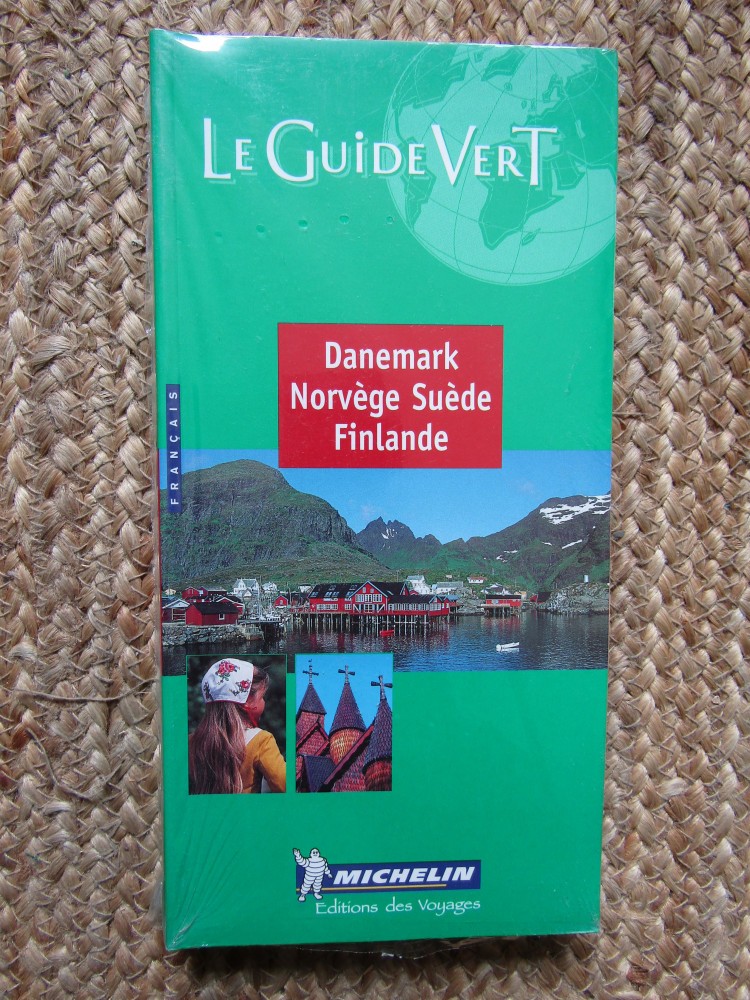 LE GUIDE VERT
Danemark
Norvège Suède
Finlande
FRANÇAIS
MICHELIN
Editions des Voyages